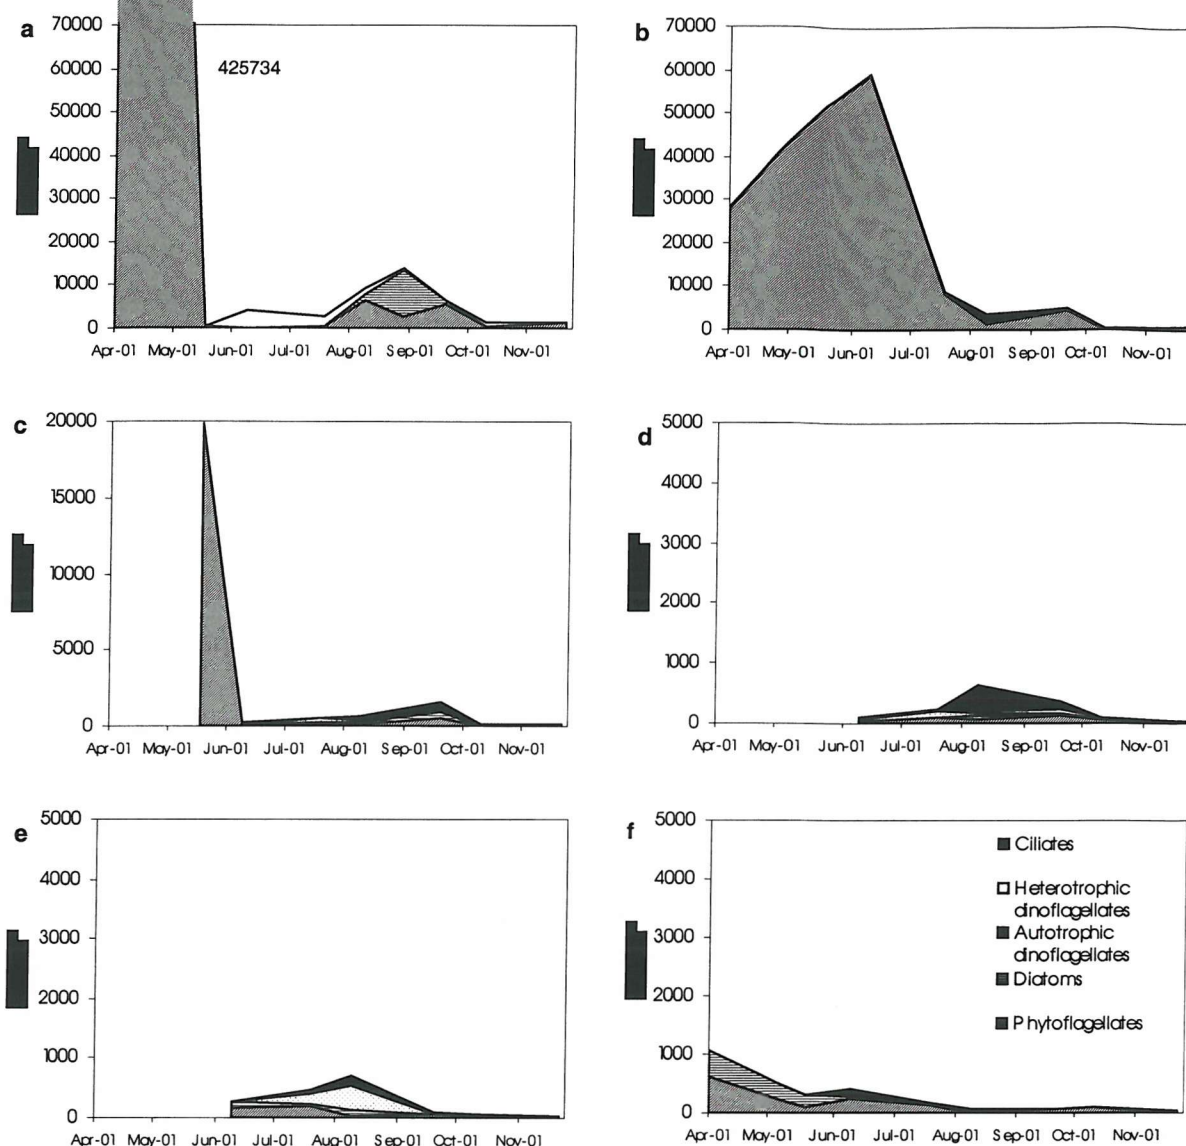 a
70000
425734
60000
50000
40000
30000
20000
10000
0
Apr-01 May-01 Jun-01 Jul-01 Aug-01 Sep-01 Oct-01 Nov-01
b
70000
60000
50000
40000
30000
20000
10000
0
Apr-01 May-01 Jun-01 Jul-01 Aug-01 Sep-01 Oct-01 Nov-01
c
20000
15000
10000
5000
0
Apr-01 May-01 Jun-01 Jul-01 Aug-01 Sep-01 Oct-01 Nov-01
d
5000
4000
3000
2000
1000
0
Apr-01 May-01 Jun-01 Jul-01 Aug-01 Sep-01 Oct-01 Nov-01
e
5000
4000
3000
2000
1000
0
Apr-01 May-01 Jun-01 Jul-01 Aug-01 Sep-01 Oct-01 Nov-01
f
5000
4000
3000
2000
1000
0
Ciliates
Heterotrophic
dinoflagellates
Autotrophic
dinoflagellates
Diatoms
Phytoflagellates
Apr-01 May-01 Jun-01 Jul-01 Aug-01 Sep-01 Oct-01 Nov-01